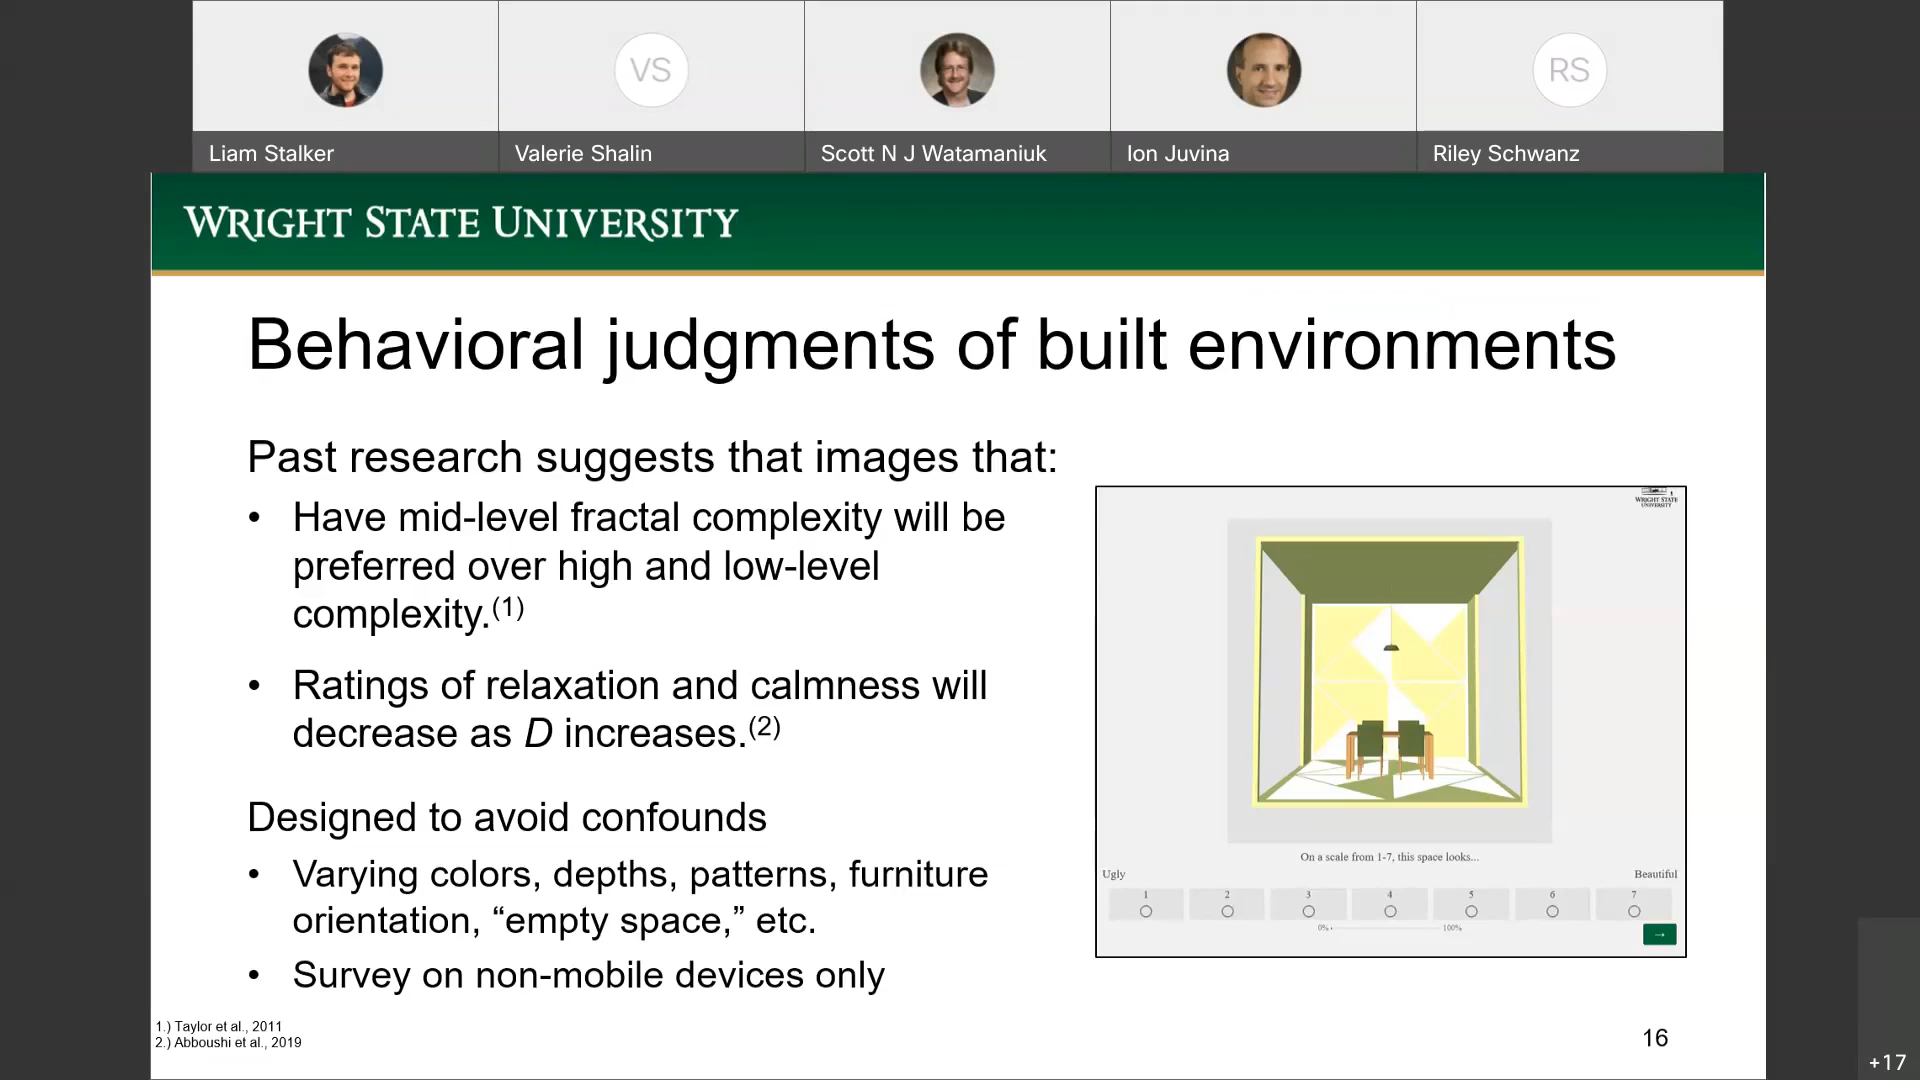 VS
RS
Liam Stalker
Valerie Shalin
Scott N J Watamaniuk
Ion Juvina
Riley Schwanz
WRIGHT STATE UNIVERSITY
Behavioral judgments of built environments
Past research suggests that images that:
• Have mid-level fractal complexity will be
preferred over high and low-level
complexity.(1)
• Ratings of relaxation and calmness will
decrease as D increases.(2)
Designed to avoid confounds
• Varying colors, depths, patterns, furniture
orientation, “empty space,” etc.
• Survey on non-mobile devices only
WRIGHT STATE
UNIVERSITY
On a scale from 1-7, this space looks...
Ugly
Beautiful
1 2 3 4 5 6 7
0% 100%
→
1.) Taylor et al., 2011
2.) Abboushi et al., 2019
16
+17